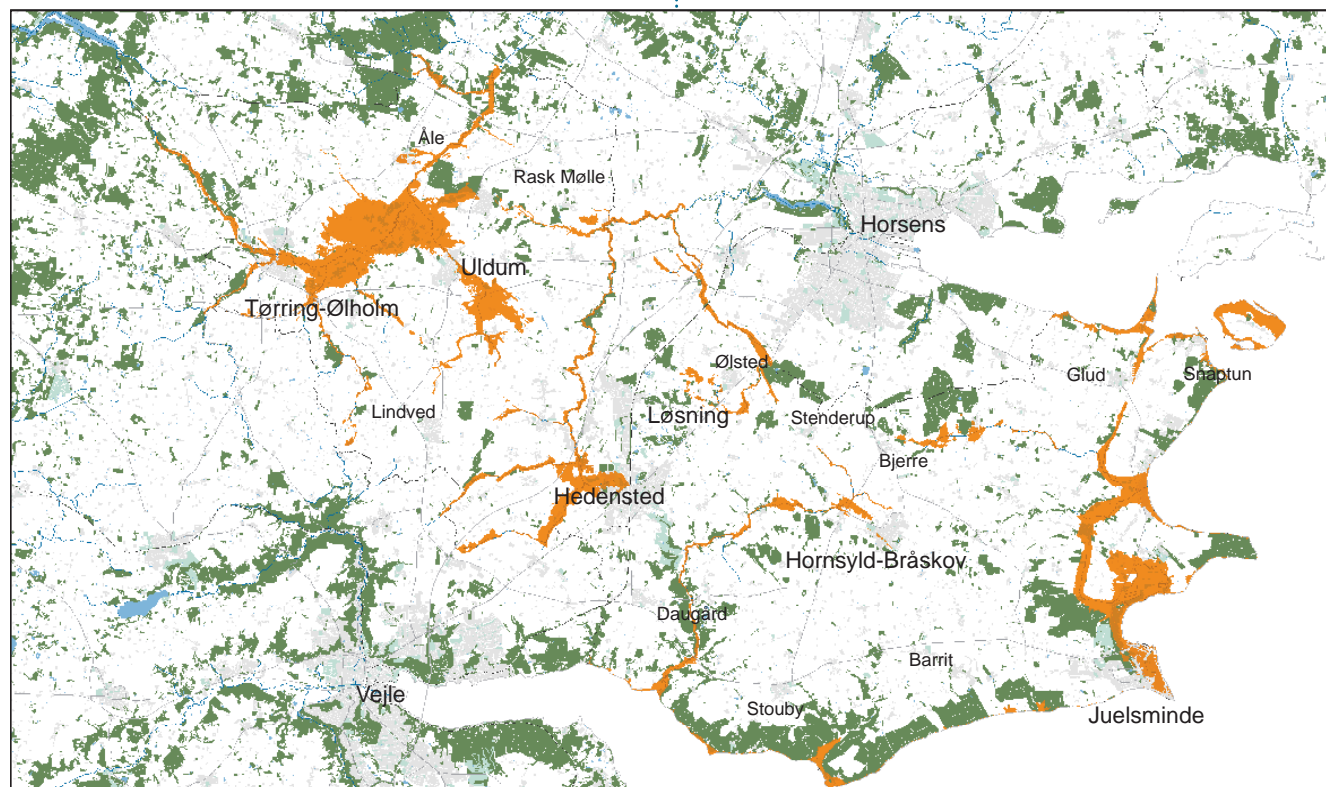 Åle
Rask Mølle
Horsens
Uldum
Tørring-Ølholm
Ølsted
Glud
Snaptun
Lindved
Løsning
Stenderup
Bjerre
Hedensted
Hornsyld-Bråskov
Daugård
Barrit
Vejle
Stouby
Juelsminde